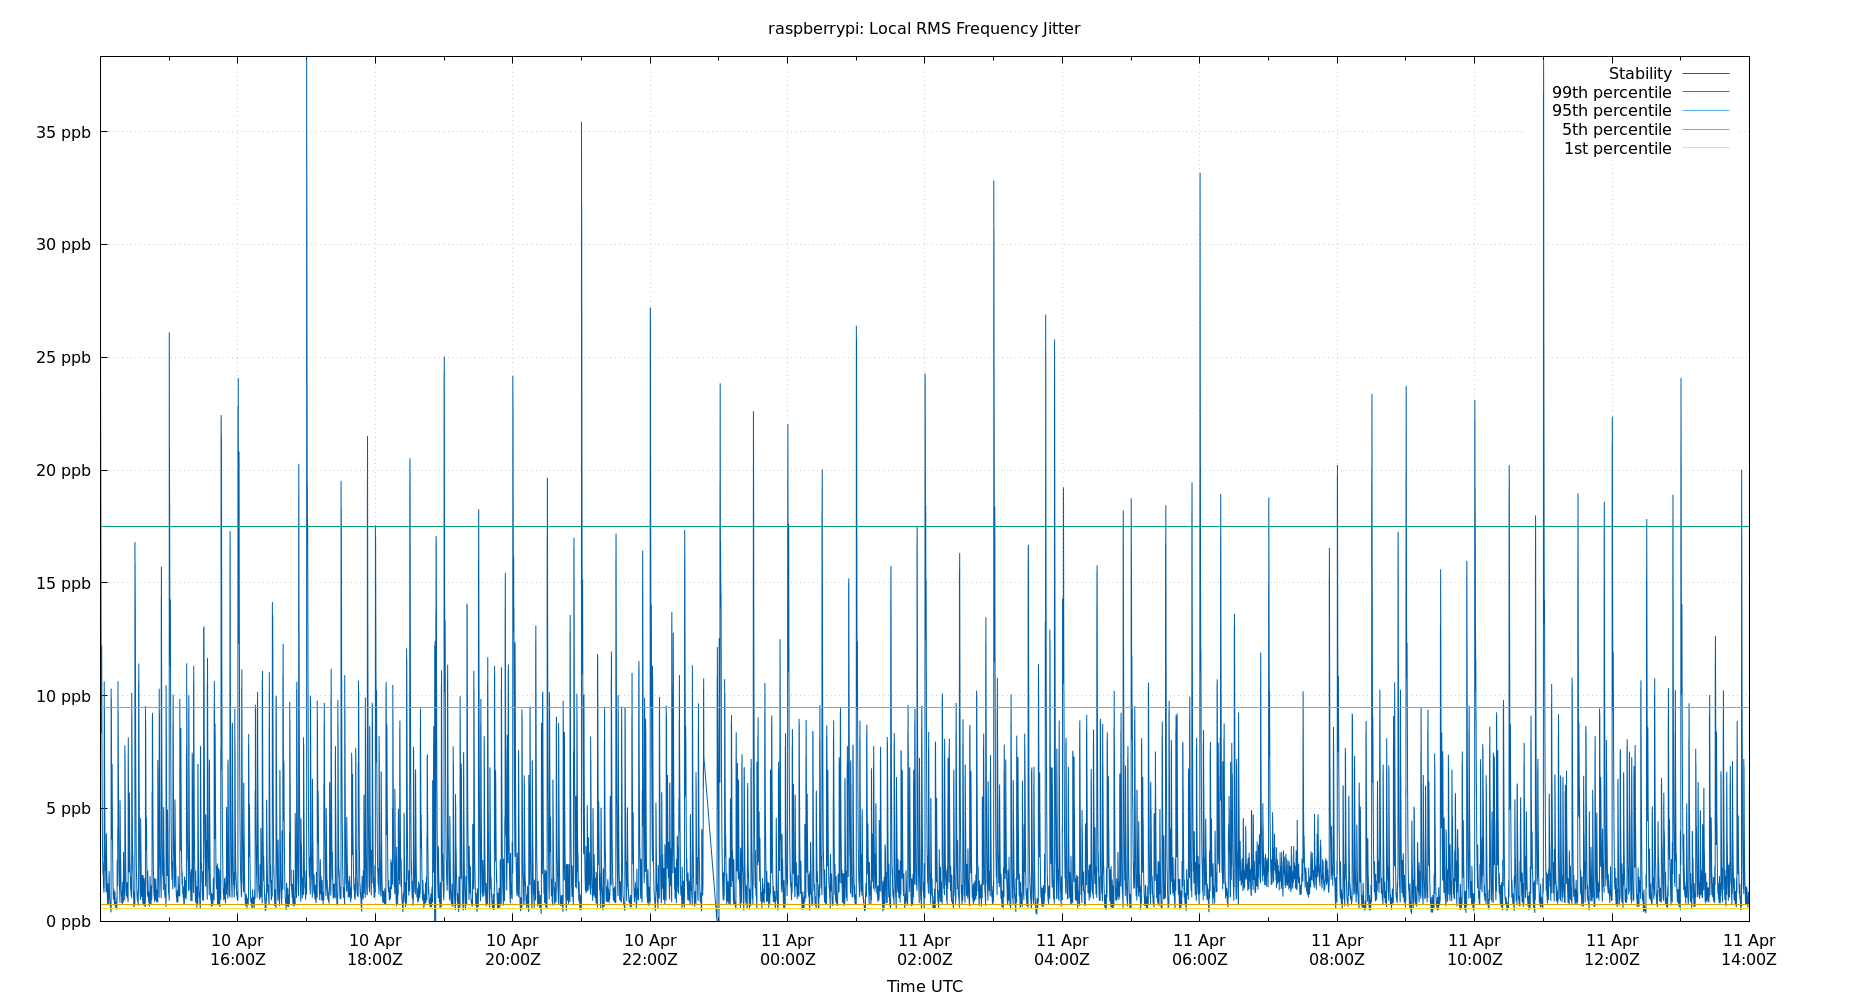 raspberrypi: Local RMS Frequency Jitter
Stability
99th percentile
95th percentile
5th percentile
1st percentile
35 ppb
30 ppb
25 ppb
20 ppb
15 ppb
10 ppb
5 ppb
0 ppb
10 Apr 10 Apr 10 Apr 10 Apr 11 Apr 11 Apr 11 Apr 11 Apr 11 Apr 11 Apr 11 Apr 11 Apr
16:00Z 18:00Z 20:00Z 22:00Z 00:00Z 02:00Z 04:00Z 06:00Z 08:00Z 10:00Z 12:00Z 14:00Z
Time UTC